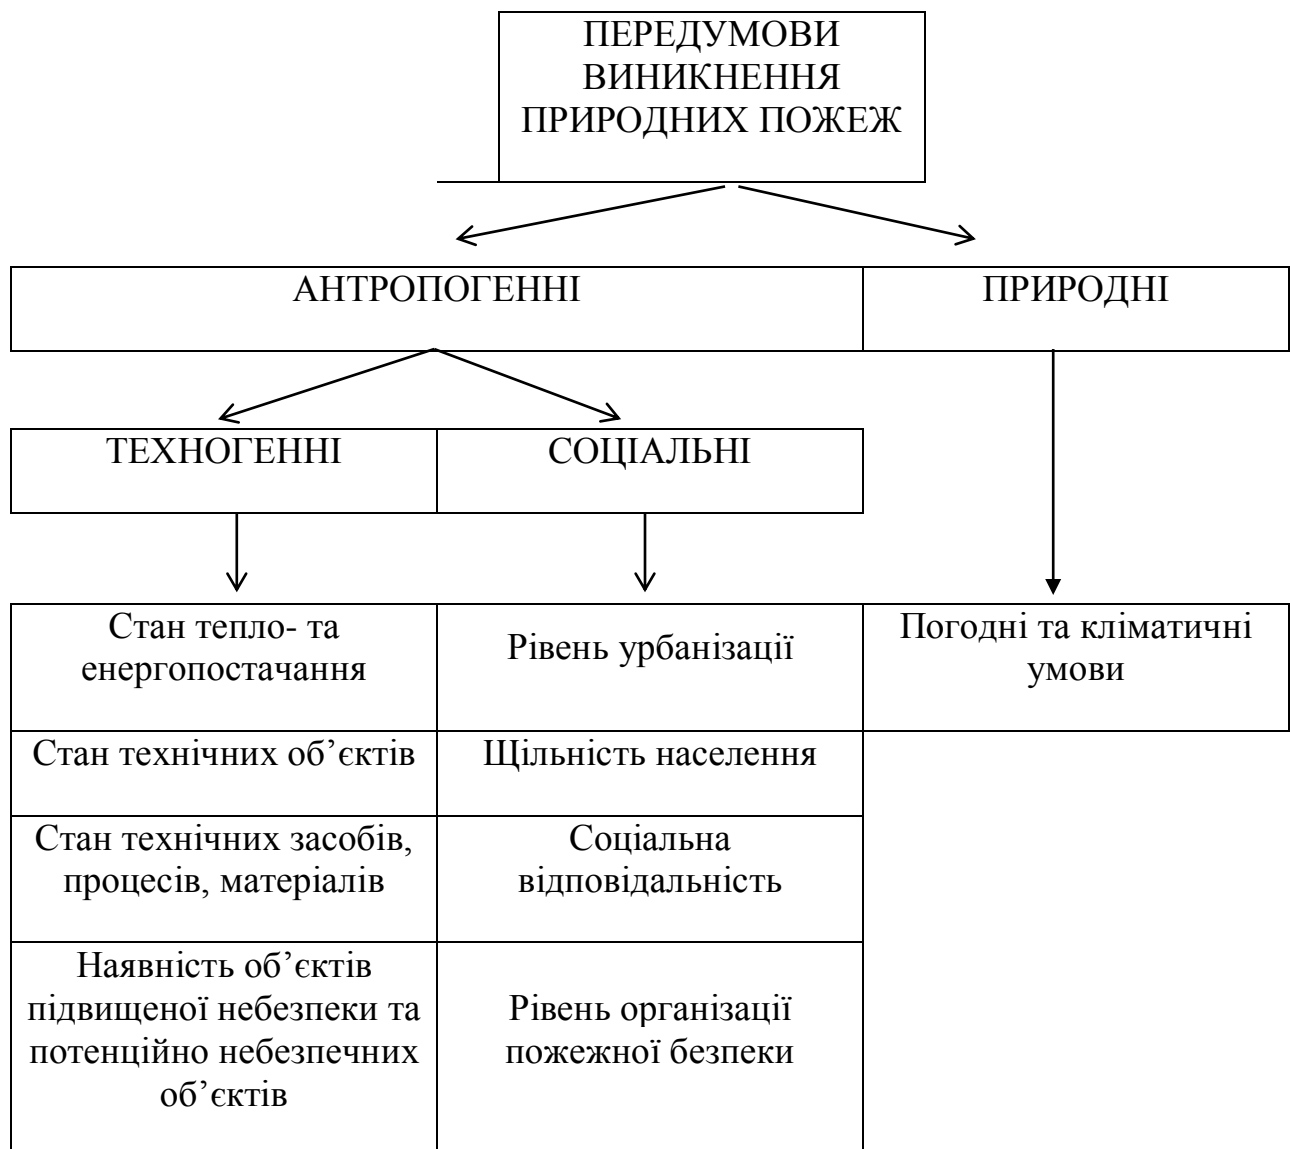 ПЕРЕДУМОВИ
ВИНИКНЕННЯ
ПРИРОДНИХ ПОЖЕЖ
АНТРОПОГЕННІ
ПРИРОДНІ
ТЕХНОГЕННІ
СОЦІАЛЬНІ
Стан тепло- та
енергопостачання
Рівень урбанізації
Погодні та кліматичні
умови
Стан технічних об’єктів
Щільність населення
Стан технічних засобів,
процесів, матеріалів
Соціальна
відповідальність
Наявність об’єктів
підвищеної небезпеки та
потенційно небезпечних
об’єктів
Рівень організації
пожежної безпеки